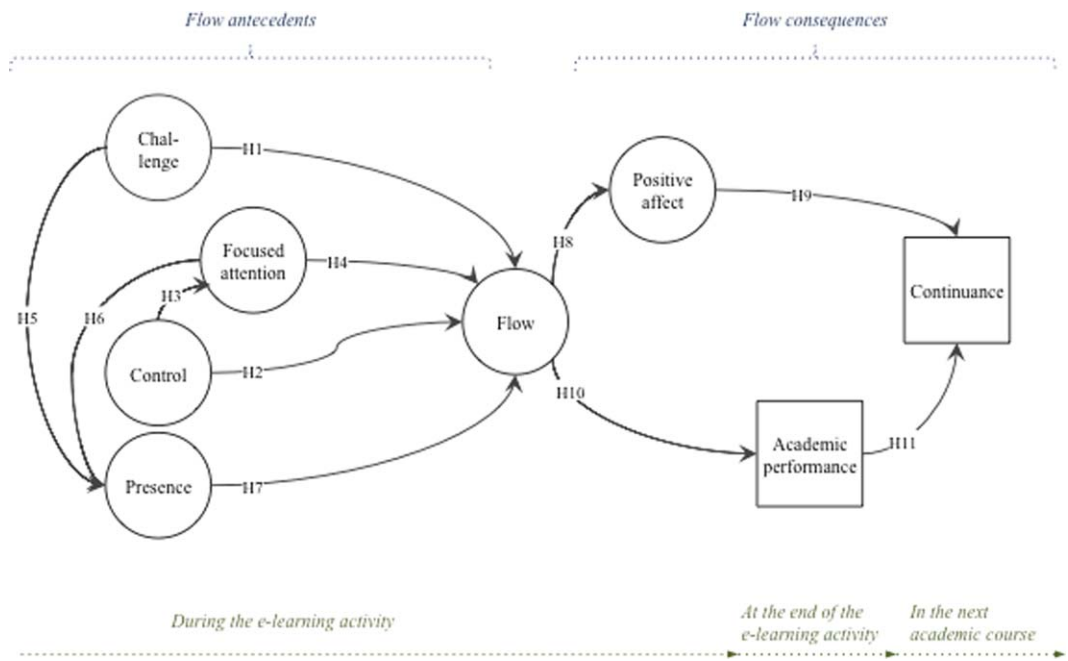 Flow antecedents
Flow consequences
Chal-
lenge
H1
Positive
affect
H9
Focused
attention
H4
H8
H3
H5
H6
Flow
Continuance
Control
H2
H10
Academic
performance
H11
Presence
H7
During the e-learning activity
At the end of the
e-learning activity
In the next
academic course